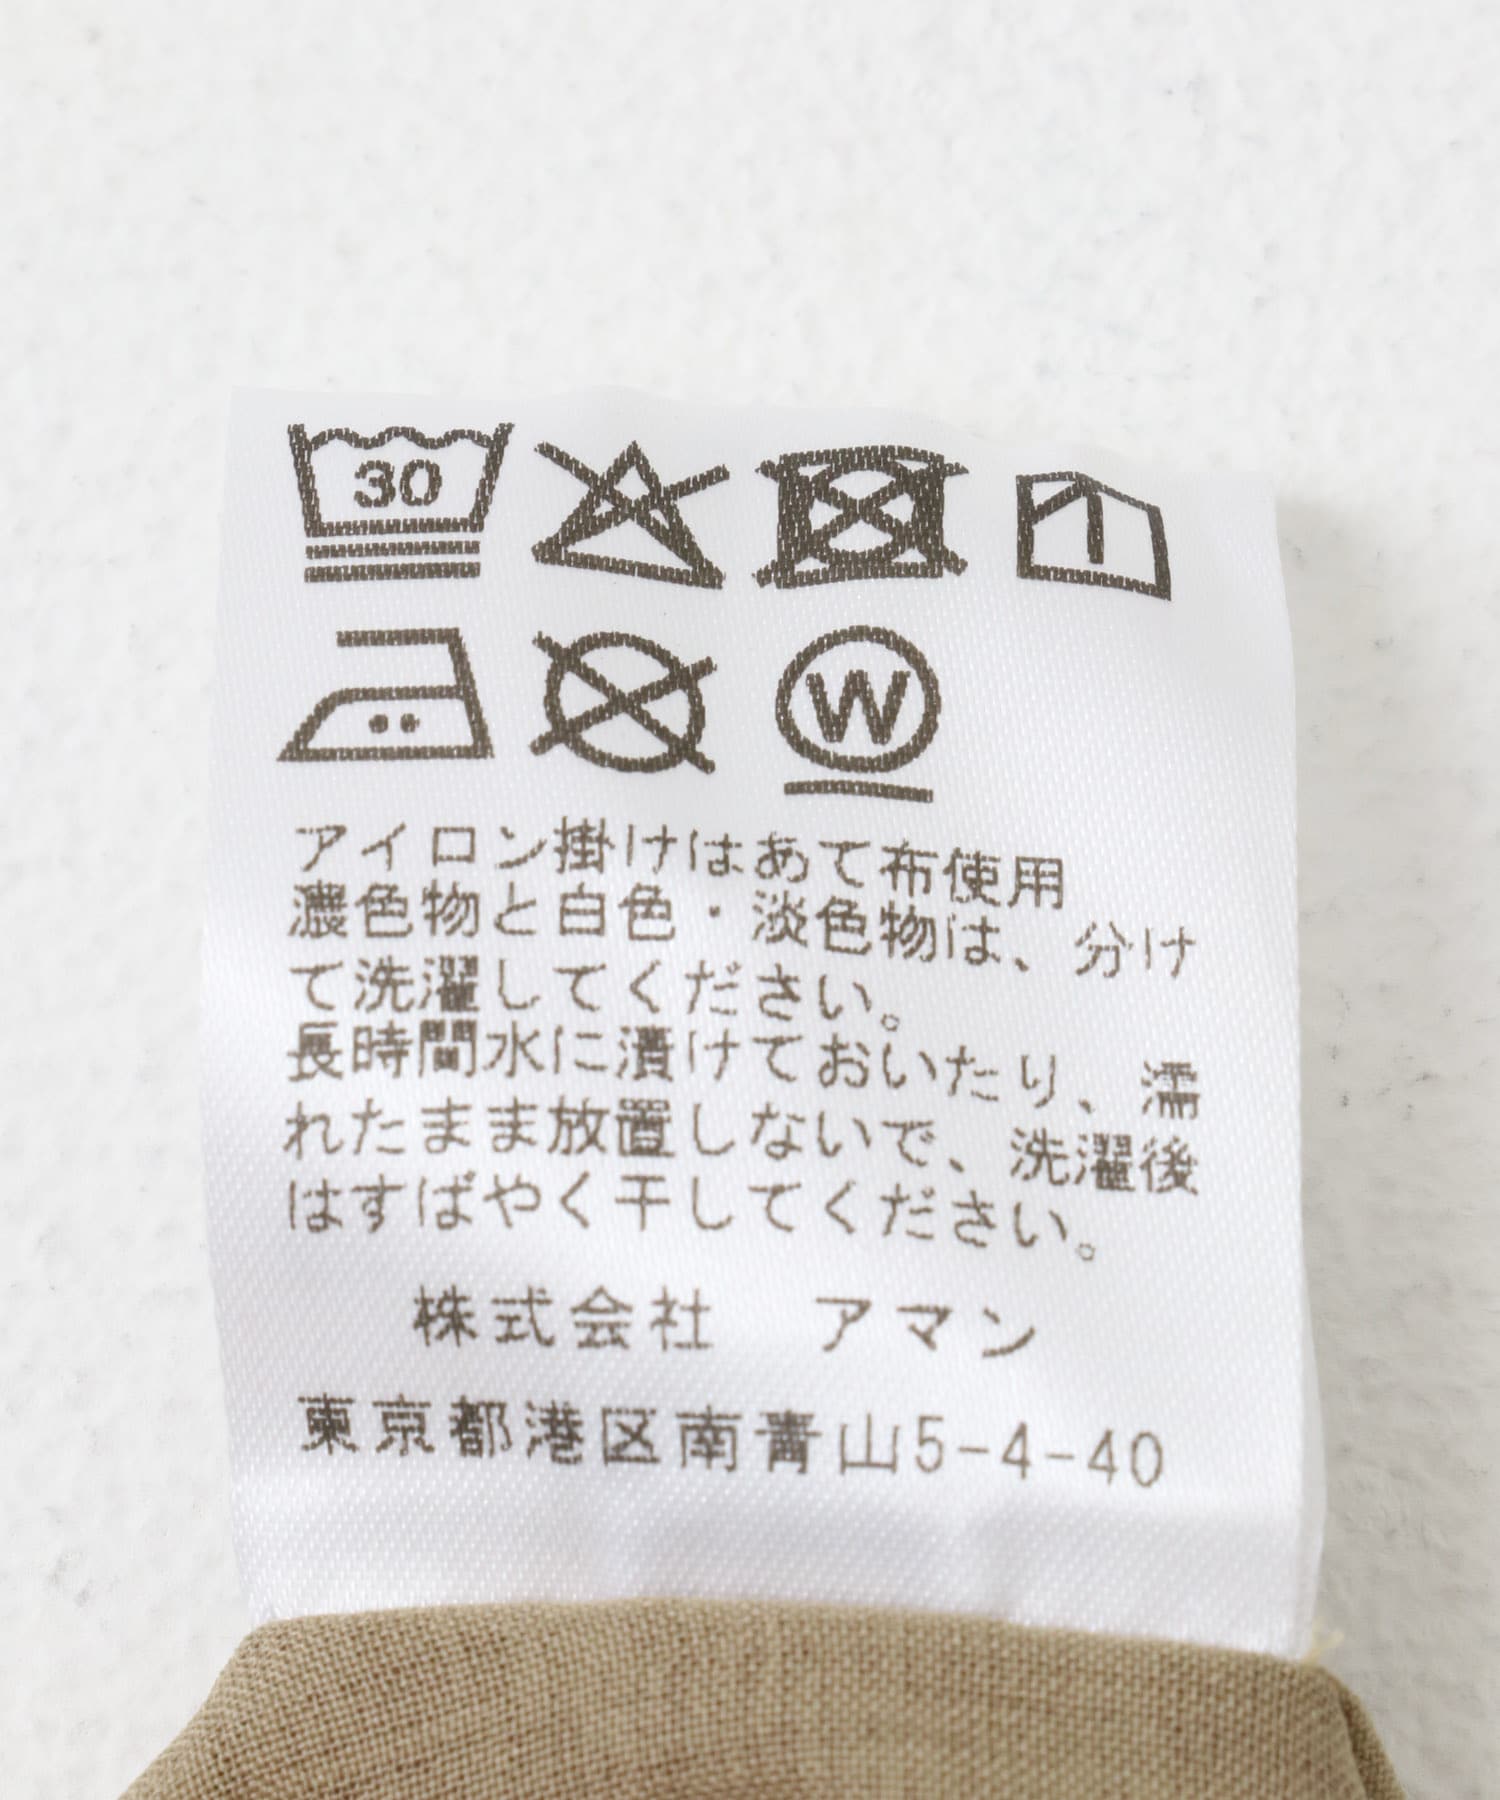 30
W
アイロン掛けはあて布使用
濃色物と白色・淡色物は、分け
て洗濯してください。
長時間水に漬けておいたり、濡
れたまま放置しないで、洗濯後
はすばやく干してください。
株式会社　アマン
東京都港区南青山5-4-40